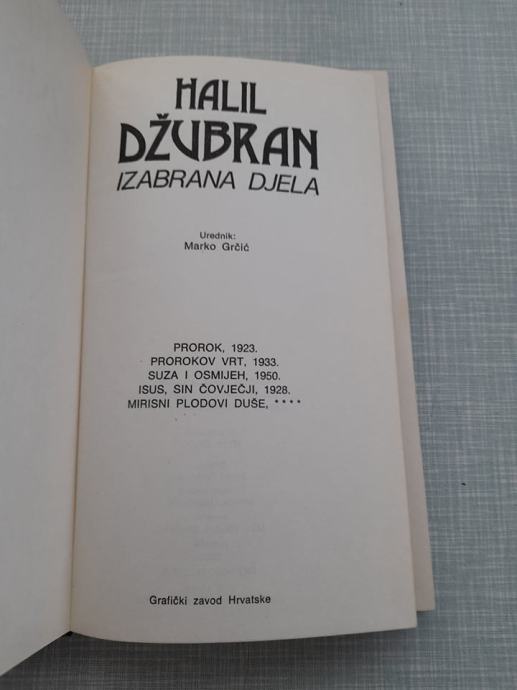 HALIL
DŽUBRAN
IZABRANA DJELA
Urednik:
Marko Grčić
PROROK, 1923.
PROROKOV VRT, 1933.
SUZA I OSMIJEH, 1950.
ISUS, SIN ČOVJEČJI, 1928.
MIRISNI PLODOVI DUŠE, ****
Grafički zavod Hrvatske